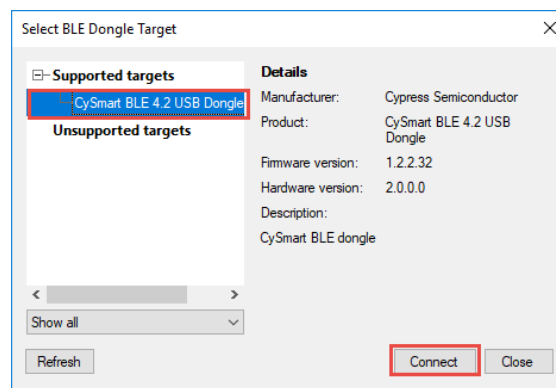 Select BLE Dongle Target
Supported targets
CySmart BLE 4.2 USB Dongle
Unsupported targets
Show all
Refresh
Details
Manufacturer: Cypress Semiconductor
Product: CySmart BLE 4.2 USB
Dongle
Firmware version: 1.2.2.32
Hardware version: 2.0.0.0
Description:
CySmart BLE dongle
Connect
Close